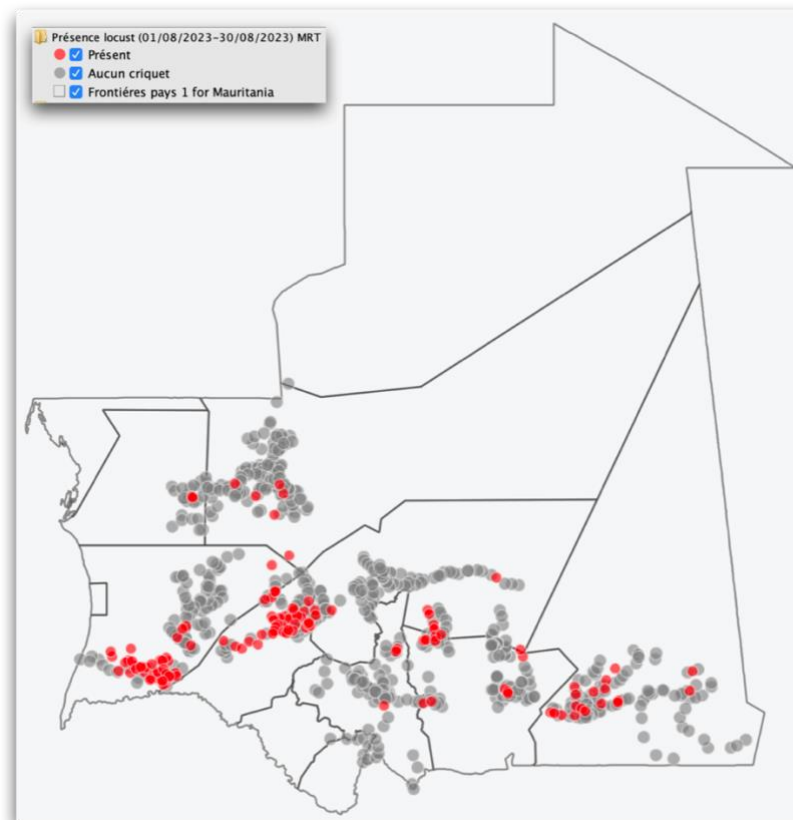 Présence locust (01/08/2023-30/08/2023) MRT
Présent
Aucun criquet
Frontiéres pays 1 for Mauritania